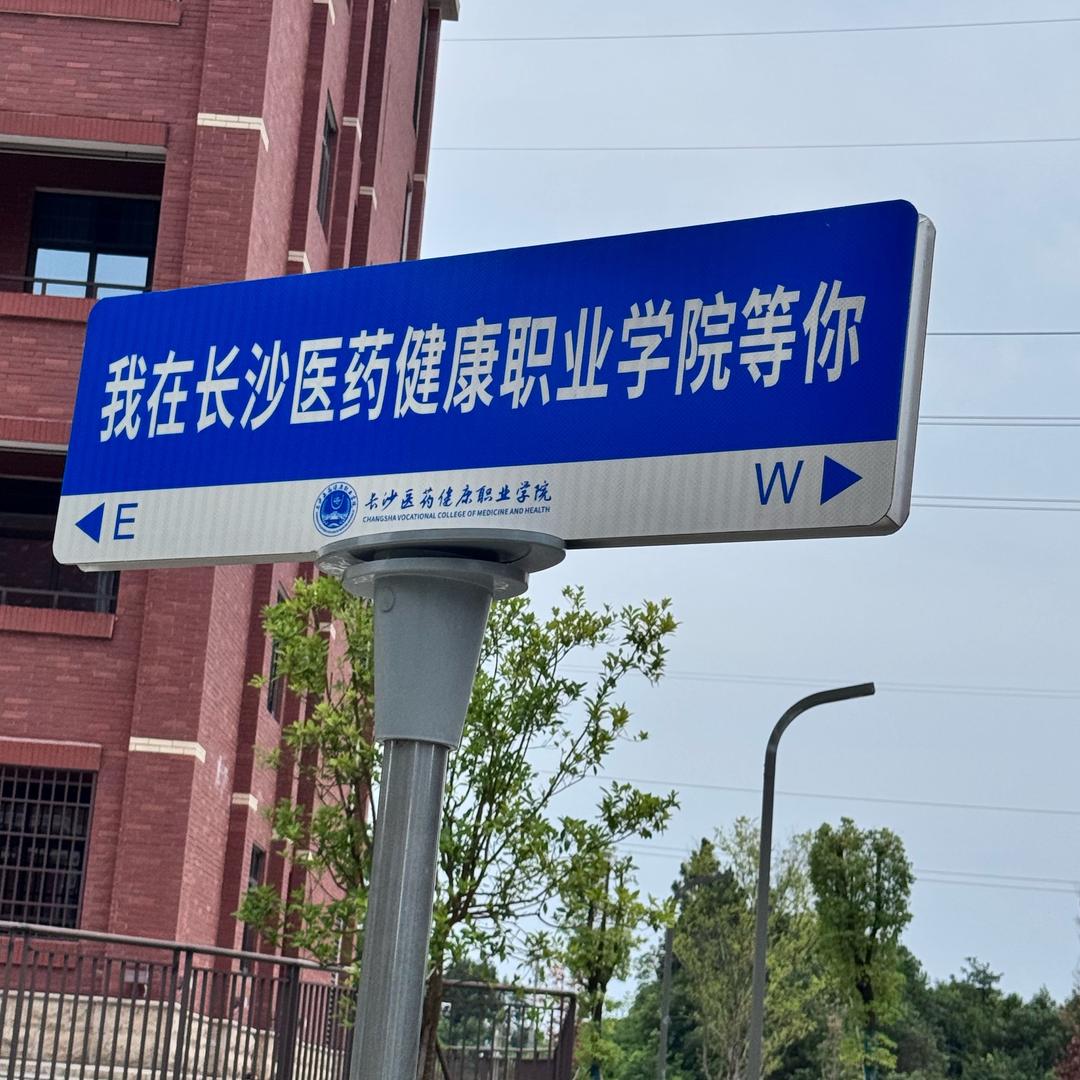 我在长沙医药健康职业学院等你
E
长沙医药健康职业学院
CHANGSHA VOCATIONAL COLLEGE OF MEDICINE AND HEALTH
W